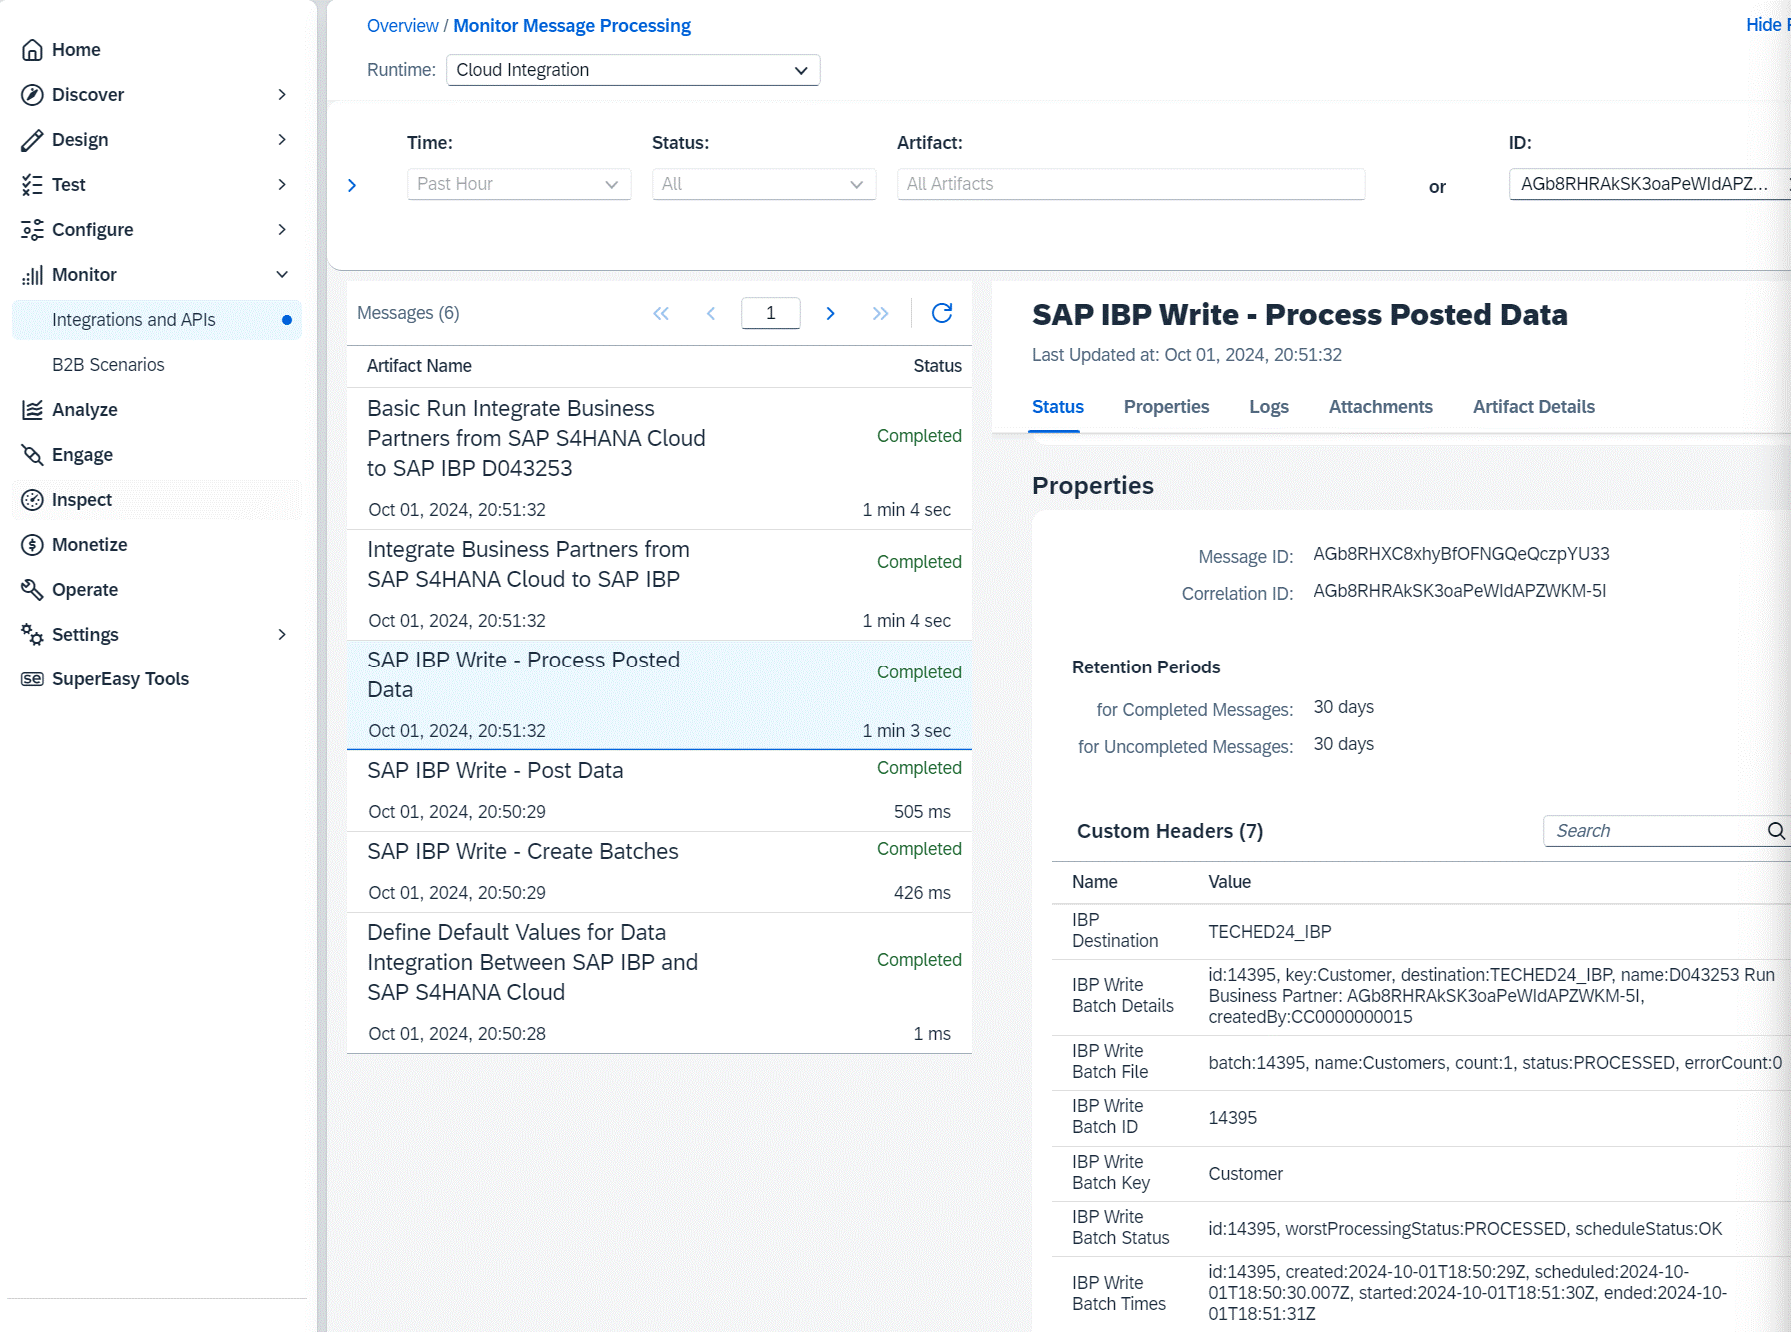 Home
Discover
Design
Test
Configure
Monitor
Integrations and APIs
B2B Scenarios
Analyze
Engage
Inspect
Monetize
Operate
Settings
SuperEasy Tools
Overview / Monitor Message Processing
Hide
Runtime: Cloud Integration
Time: Status: Artifact: ID:
Past Hour All All Artifacts or AGb8RHRAkSK3oaPeWIdAPZ...
Messages (6) 1
Artifact Name Status
Basic Run Integrate Business
Partners from SAP S4HANA Cloud
to SAP IBP D043253
Completed
Oct 01, 2024, 20:51:32 1 min 4 sec
Integrate Business Partners from
SAP S4HANA Cloud to SAP IBP
Completed
Oct 01, 2024, 20:51:32 1 min 4 sec
SAP IBP Write - Process Posted
Data
Completed
Oct 01, 2024, 20:51:32 1 min 3 sec
SAP IBP Write - Post Data Completed
Oct 01, 2024, 20:50:29 505 ms
SAP IBP Write - Create Batches Completed
Oct 01, 2024, 20:50:29 426 ms
Define Default Values for Data
Integration Between SAP IBP and
SAP S4HANA Cloud
Completed
Oct 01, 2024, 20:50:28 1 ms
SAP IBP Write - Process Posted Data
Last Updated at: Oct 01, 2024, 20:51:32
Status Properties Logs Attachments Artifact Details
Properties
Message ID: AGb8RHXC8xhyBfOFNGQeQczpYU33
Correlation ID: AGb8RHRAkSK3oaPeWIdAPZWKM-5I
Retention Periods
for Completed Messages: 30 days
for Uncompleted Messages: 30 days
Custom Headers (7) Search
Name Value
IBP
Destination
TECHED24_IBP
IBP Write
Batch Details
id:14395, key:Customer, destination:TECHED24_IBP, name:D043253 Run
Business Partner: AGb8RHRAkSK3oaPeWIdAPZWKM-5I,
createdBy:CC0000000015
IBP Write
Batch File
batch:14395, name:Customers, count:1, status:PROCESSED, errorCount:0
IBP Write
Batch ID
14395
IBP Write
Batch Key
Customer
IBP Write
Batch Status
id:14395, worstProcessingStatus:PROCESSED, scheduleStatus:OK
IBP Write
Batch Times
id:14395, created:2024-10-01T18:50:29Z, scheduled:2024-10-
01T18:50:30.007Z, started:2024-10-01T18:51:30Z, ended:2024-10-
01T18:51:31Z